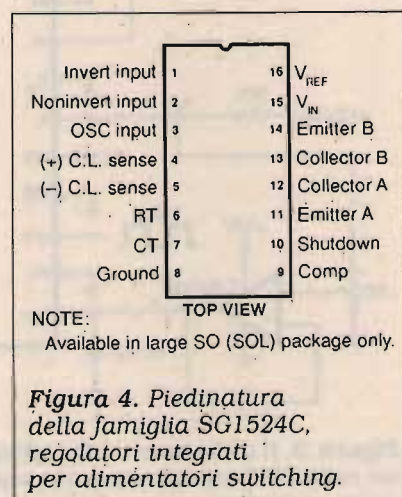 Invert input 1 16 VREF
Noninvert input 2 15 VIN
OSC input 3 14 Emitter B
(+) C.L. sense 4 13 Collector B
(–) C.L. sense 5 12 Collector A
RT 6 11 Emitter A
CT 7 10 Shutdown
Ground 8 9 Comp
TOP VIEW
NOTE:
Available in large SO (SOL) package only.
Figura 4. Piedinatura
della famiglia SG1524C,
regolatori integrati
per alimentatori switching.